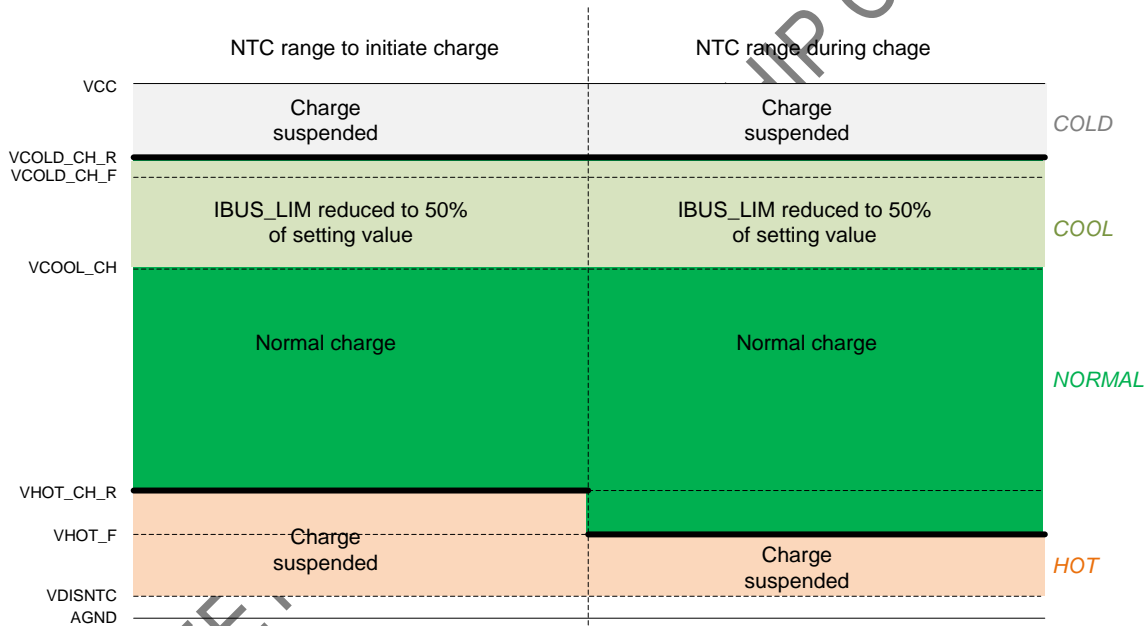 NTC range to initiate charge
NTC range during chage
VCC
Charge
suspended
Charge
suspended
COLD
VCOLD_CH_R
VCOLD_CH_F
IBUS_LIM reduced to 50%
of setting value
IBUS_LIM reduced to 50%
of setting value
COOL
VCOOL_CH
Normal charge
Normal charge
NORMAL
VHOT_CH_R
VHOT_F
Charge
suspended
Charge
suspended
HOT
VDISNTC
AGND